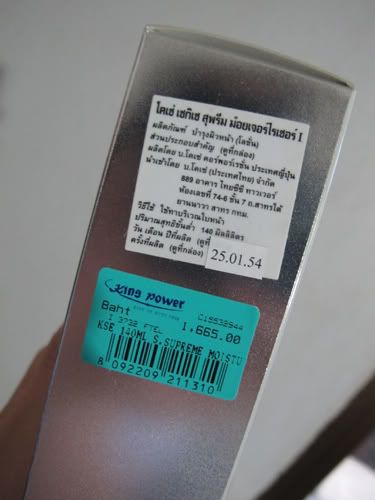 โคเซ่ เซกิเซ สุพรีม มอยเจอร์ไรเซอร์ I
ผลิตภัณฑ์ บำรุงผิวหน้า (โลชั่น)
ส่วนประกอบสำคัญ (ดูที่กล่อง)
ผลิตโดย บ.โคเซ่ คอร์พอร์เรชั่น ประเทศญี่ปุ่น
นำเข้าโดย บ.โคเซ่ (ประเทศไทย) จำกัด
889 อาคาร ไทยซีซี ทาวเวอร์
ห้องเลขที่ 74-6 ชั้น 7 ถ.สาทรใต้
ยานนาวา สาทร กทม.
วิธีใช้ ใช้ทาบริเวณใบหน้า
ปริมาณสุทธิขั้นต่ำ 140 มิลลิลิตร
วัน เดือน ปีที่ผลิต (ดูที่
ครั้งที่ผลิต (ดูที่กล่อง)
25.01.54
King power
C15532944
Baht 1,665.00
I 3732 FTEL
KSE 140ML S.SUPREME MOISTU
8 092209 211310